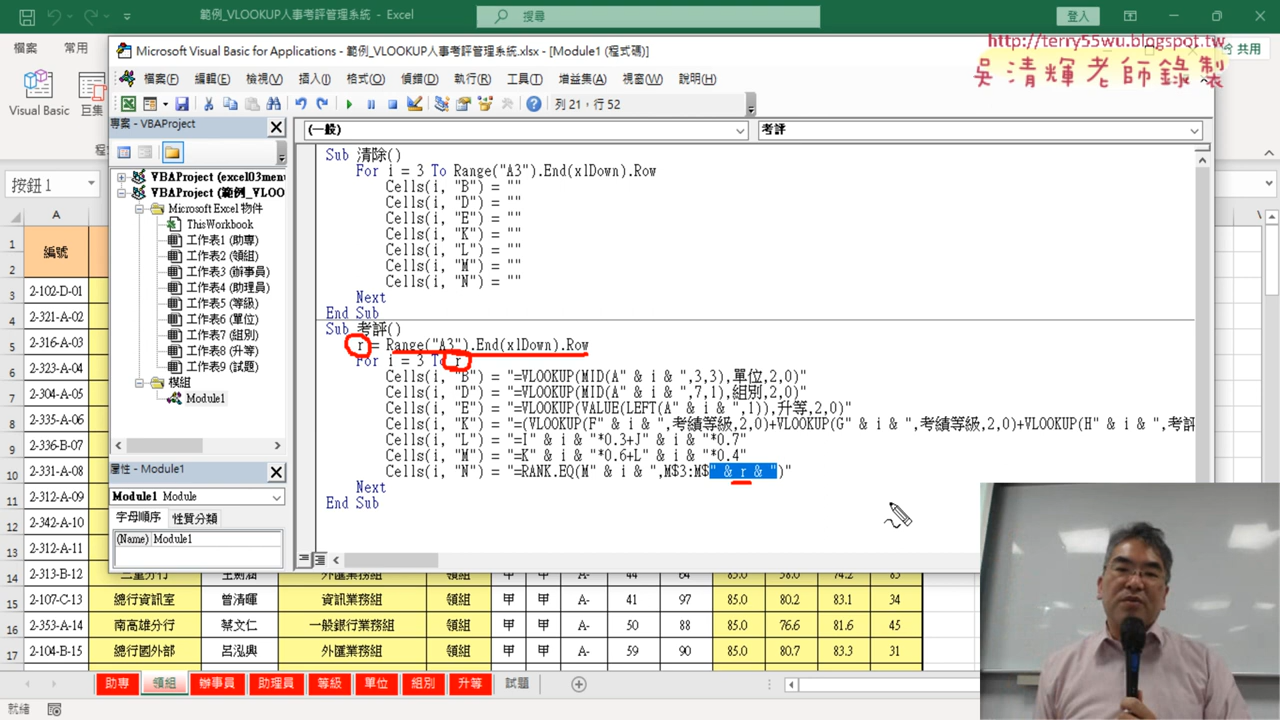 範例_VLOOKUP人事考評管理系統 - Excel
搜尋
登入
檔案
常用
共用
http://terry55wu.blogspot.tw
吳清輝老師錄製
Visual Basic
巨集
按鈕 1
Microsoft Visual Basic for Applications - 範例_VLOOKUP人事考評管理系統.xlsx - [Module1 (程式碼)]
檔案(F) 編輯(E) 檢視(V) 插入(I) 格式(O) 偵錯(D) 執行(R) 工具(T) 增益集(A) 視窗(W) 說明(H)
列 21，行 52
專案 - VBAProject
VBAProject (excel03menu
VBAProject (範例_VLOO
Microsoft Excel 物件
ThisWorkbook
工作表1 (助專)
工作表2 (領組)
工作表3 (辦事員)
工作表4 (助理員)
工作表5 (等級)
工作表6 (單位)
工作表7 (組別)
工作表8 (升等)
工作表9 (試題)
模組
Module1
屬性 - Module1
Module1 Module
字母順序 性質分類
(Name) Module1
(一般)
考評
Sub 清除()
For i = 3 To Range("A3").End(xlDown).Row
Cells(i, "B") = ""
Cells(i, "D") = ""
Cells(i, "E") = ""
Cells(i, "K") = ""
Cells(i, "L") = ""
Cells(i, "M") = ""
Cells(i, "N") = ""
Next
End Sub
Sub 考評()
r = Range("A3").End(xlDown).Row
For i = 3 To r
Cells(i, "B") = "=VLOOKUP(MID(A" & i & ",3,3),單位,2,0)"
Cells(i, "D") = "=VLOOKUP(MID(A" & i & ",7,1),組別,2,0)"
Cells(i, "E") = "=VLOOKUP(VALUE(LEFT(A" & i & ",1)),升等,2,0)"
Cells(i, "K") = "=(VLOOKUP(F" & i & ",考績等級,2,0)+VLOOKUP(G" & i & ",考績等級,2,0)+VLOOKUP(H" & i & ",考評
Cells(i, "L") = "=I" & i & "*0.3+J" & i & "*0.7"
Cells(i, "M") = "=K" & i & "*0.6+L" & i & "*0.4"
Cells(i, "N") = "=RANK.EQ(M" & i & ",M$3:M$" & r & ")"
Next
End Sub
A
1
編號
2
3 2-102-D-01
4 2-321-A-02
5 2-316-A-03
6 2-323-A-04
7 2-304-A-05
8 2-335-A-06
9 2-336-B-07
10 2-331-A-08
11 2-312-A-09
12 2-342-A-10
13 2-312-A-11
14 2-313-B-12 二重分行 王勳涵 外匯業務組 領組 甲 甲 A- 44 64 85.0 58.0 74.2 85
15 2-107-C-13 總行資訊室 曾清暉 資訊業務組 領組 甲 甲 A- 41 97 85.0 80.2 83.1 34
16 2-353-A-14 南高雄分行 蔡文仁 一般銀行業務組 領組 甲 甲 A- 50 88 85.0 76.6 81.6 45
17 2-104-B-15 總行國外部 呂泓興 外匯業務組 領組 甲 甲 A- 59 90 85.0 80.7 83.3 31
助專 領組 辦事員 助理員 等級 單位 組別 升等 試題
就緒